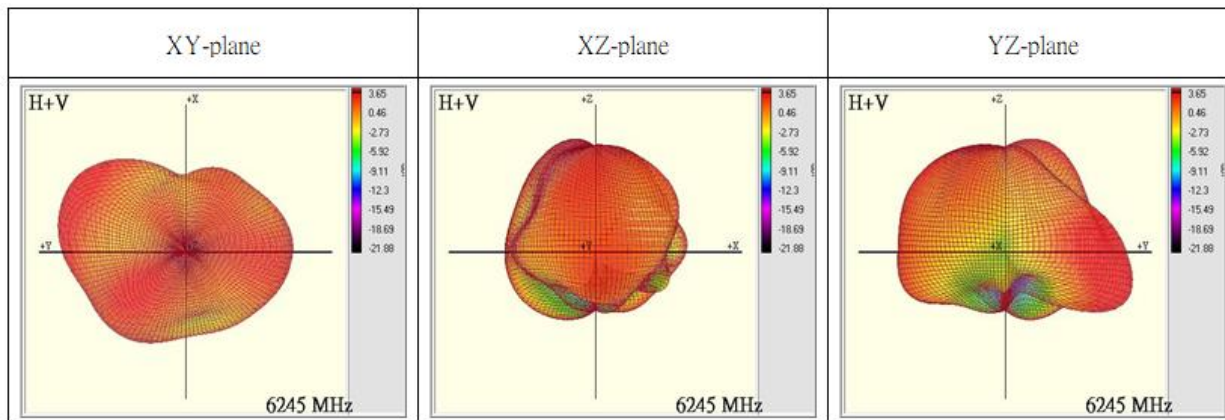 XY-plane
XZ-plane
YZ-plane
H+V
+X
+Y
3.65
0.46
-2.73
-5.92
-9.11
-12.3
-15.49
-18.69
-21.88
6245 MHz
H+V
+Z
+Y
+X
3.65
0.46
-2.73
-5.92
-9.11
-12.3
-15.49
-18.69
-21.88
6245 MHz
H+V
+Z
+X
+Y
3.65
0.46
-2.73
-5.92
-9.11
-12.3
-15.49
-18.69
-21.88
6245 MHz